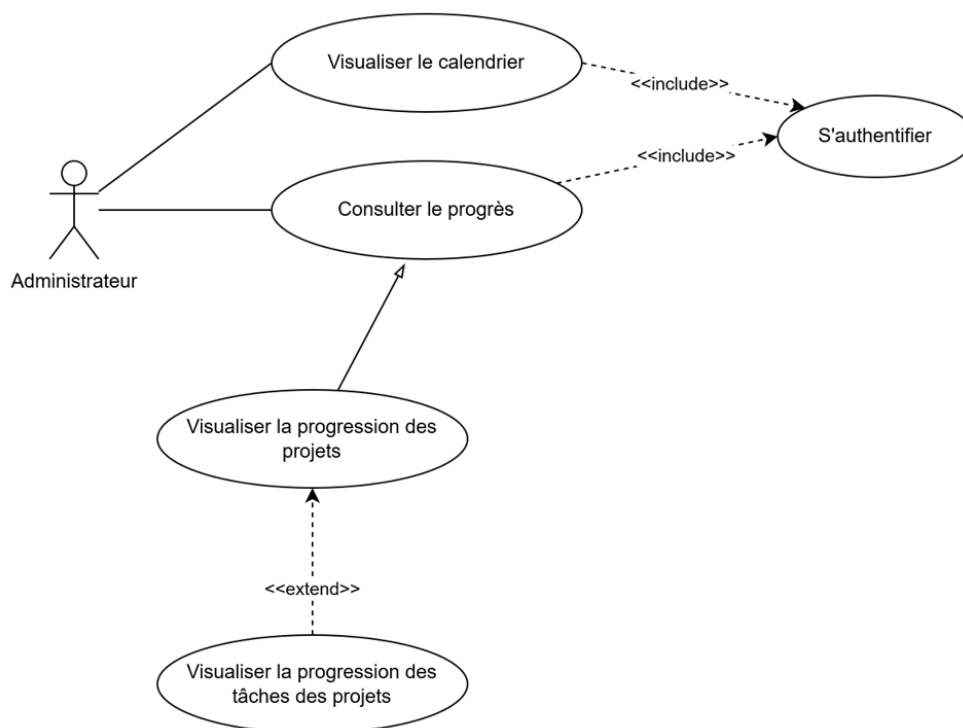 Visualiser le calendrier
<<include>>
S'authentifier
<<include>>
Consulter le progrès
Administrateur
Visualiser la progression des
projets
<<extend>>
Visualiser la progression des
tâches des projets